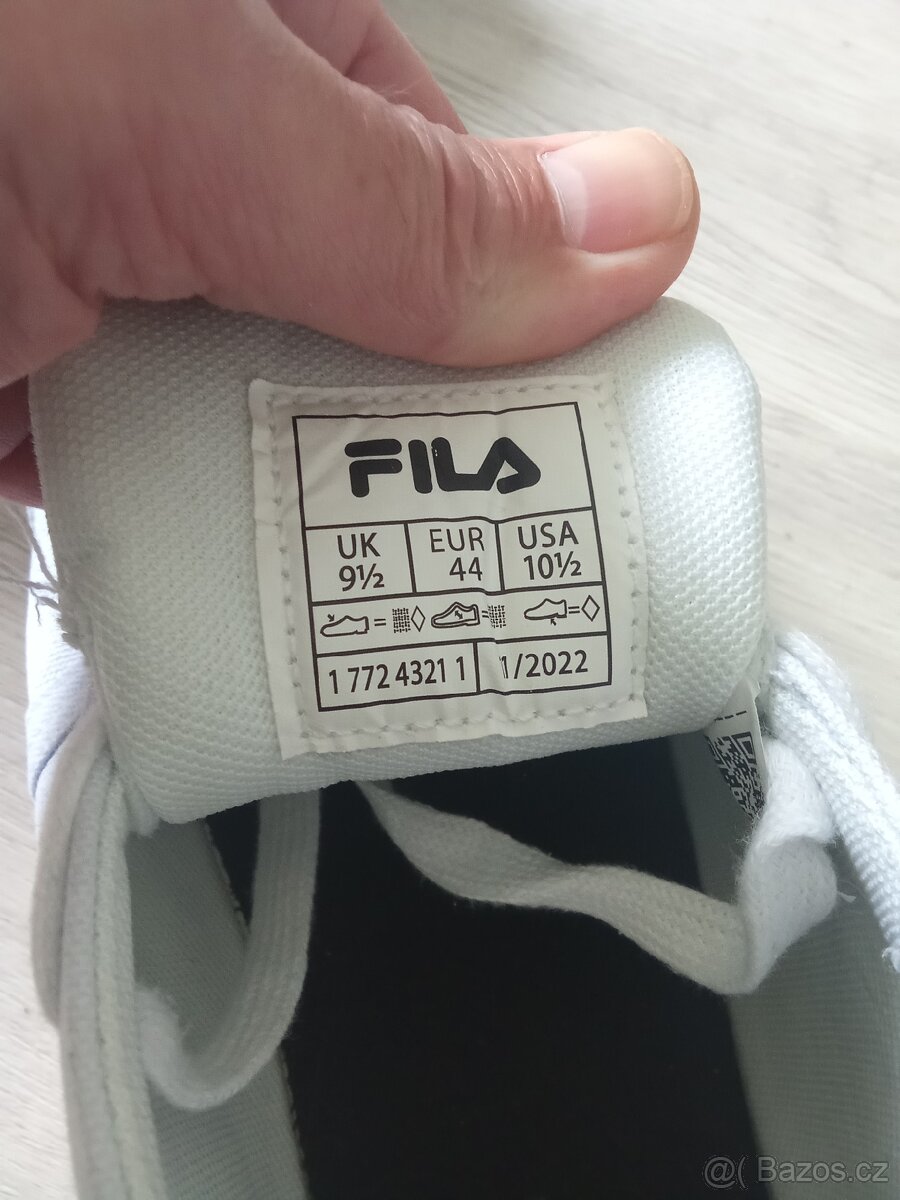 FILA
UK EUR USA
9½ 44 10½
= =  =
1 772 4321 1 1/2022
@( Bazos.cz